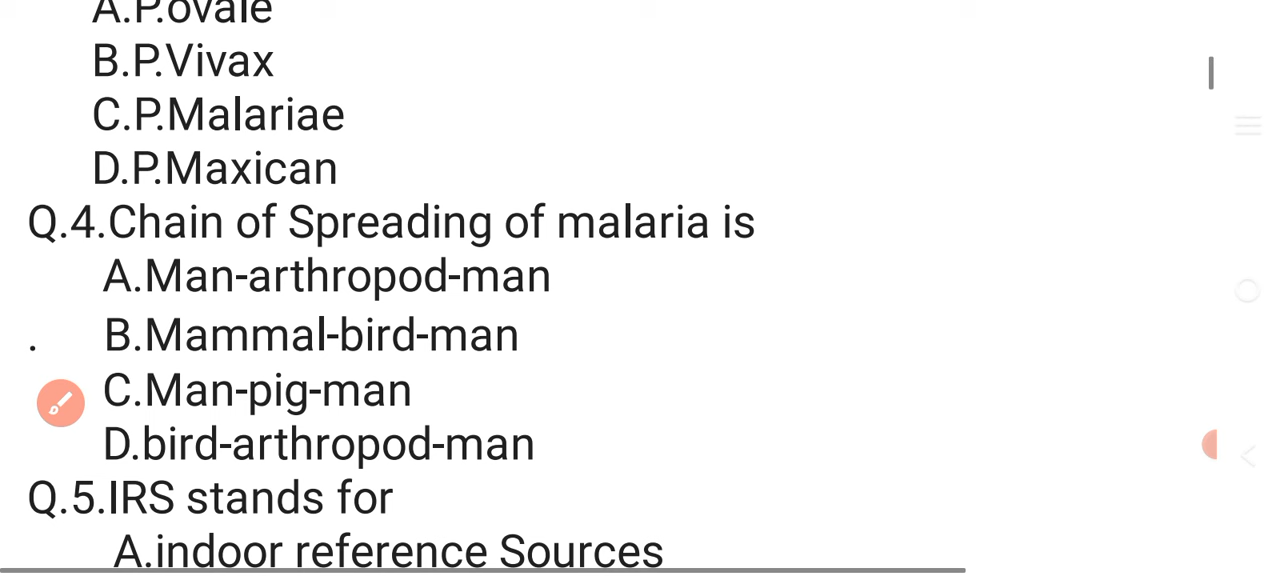 A.P.ovale
B.P.Vivax
C.P.Malariae
D.P.Maxican
Q.4.Chain of Spreading of malaria is
A.Man-arthropod-man
. B.Mammal-bird-man
C.Man-pig-man
D.bird-arthropod-man
Q.5.IRS stands for
A.indoor reference Sources